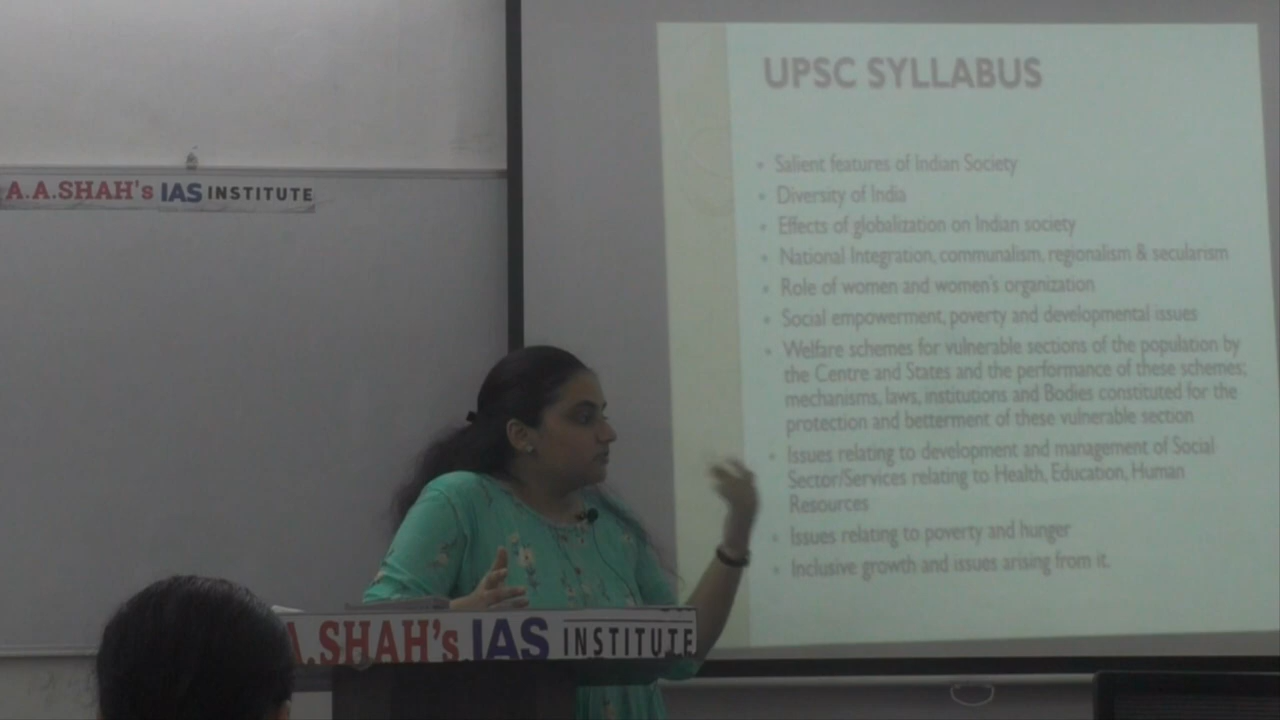 A.A.SHAH's IAS INSTITUTE
UPSC SYLLABUS
• Salient features of Indian Society
• Diversity of India
• Effects of globalization on Indian society
• National Integration, communalism, regionalism & secularism
• Role of women and women's organization
• Social empowerment, poverty and developmental issues
• Welfare schemes for vulnerable sections of the population by
the Centre and States and the performance of these schemes;
mechanisms, laws, institutions and Bodies constituted for the
protection and betterment of these vulnerable section
• Issues relating to development and management of Social
Sector/Services relating to Health, Education, Human
Resources
• Issues relating to poverty and hunger
• Inclusive growth and issues arising from it.
A.SHAH's IAS INSTITUTE